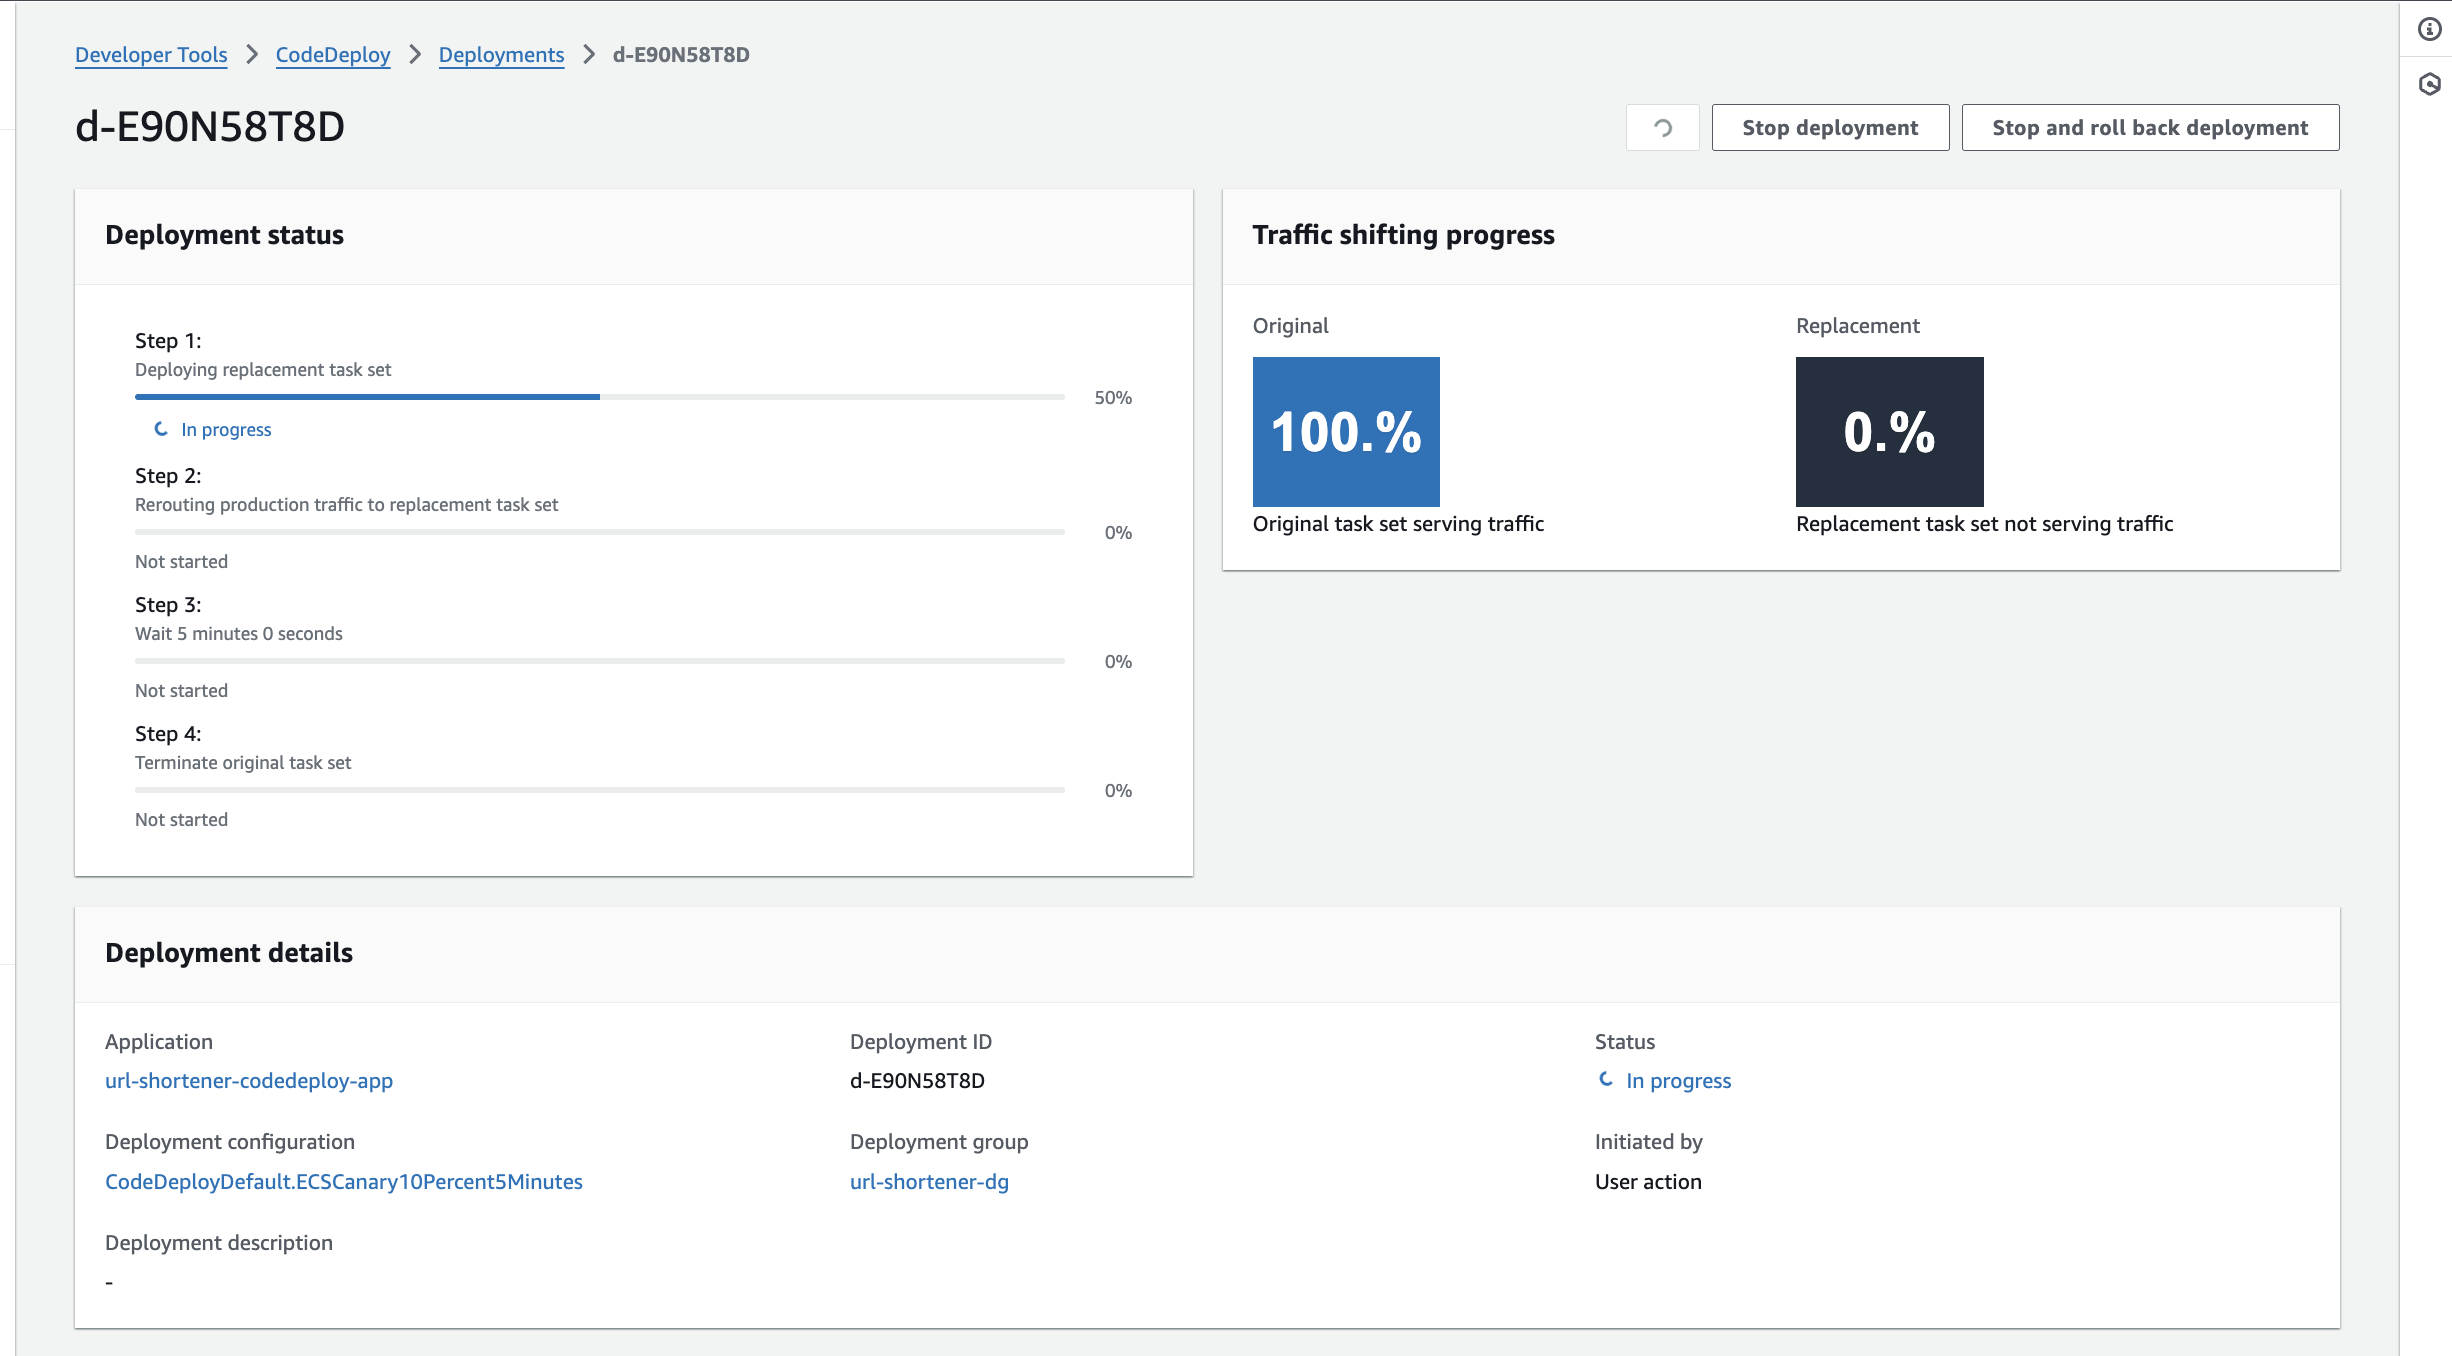 Developer Tools > CodeDeploy > Deployments > d-E90N58T8D
d-E90N58T8D
Stop deployment
Stop and roll back deployment
Deployment status
Step 1:
Deploying replacement task set
50%
In progress
Step 2:
Rerouting production traffic to replacement task set
0%
Not started
Step 3:
Wait 5 minutes 0 seconds
0%
Not started
Step 4:
Terminate original task set
0%
Not started
Traffic shifting progress
Original
100.%
Original task set serving traffic
Replacement
0.%
Replacement task set not serving traffic
Deployment details
Application
url-shortener-codedeploy-app
Deployment ID
d-E90N58T8D
Status
In progress
Deployment configuration
CodeDeployDefault.ECSCanary10Percent5Minutes
Deployment group
url-shortener-dg
Initiated by
User action
Deployment description
-